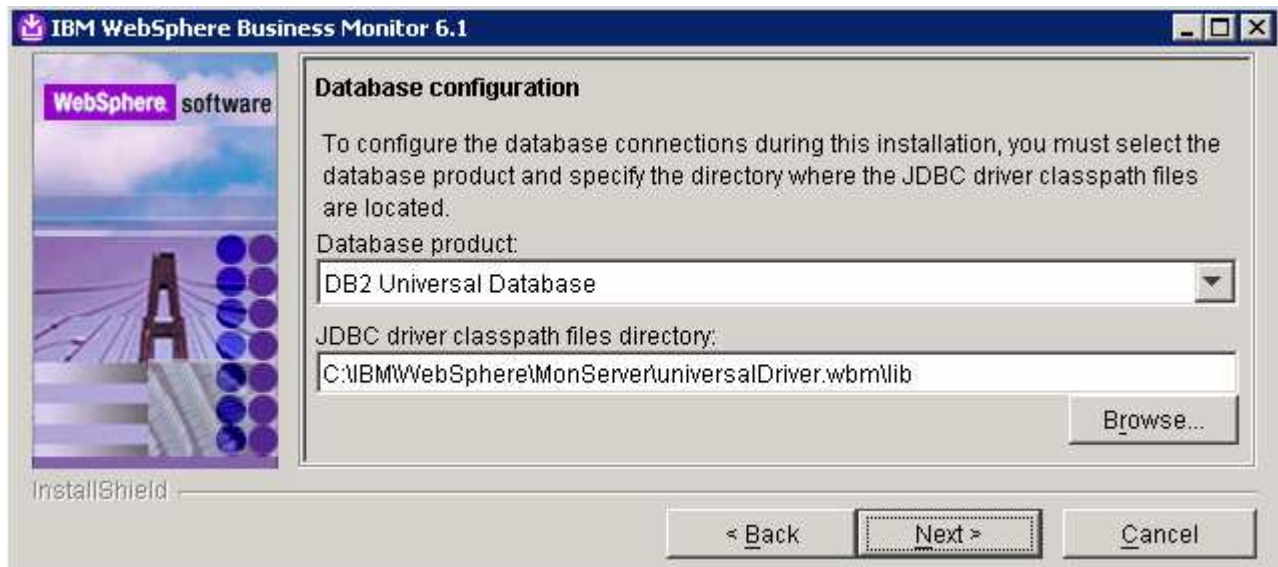 IBM WebSphere Business Monitor 6.1
WebSphere software
Database configuration
To configure the database connections during this installation, you must select the
database product and specify the directory where the JDBC driver classpath files
are located.
Database product:
DB2 Universal Database
JDBC driver classpath files directory:
C:\IBM\WebSphere\MonServer\universalDriver.wbm\lib
Browse...
InstallShield
< Back
Next >
Cancel